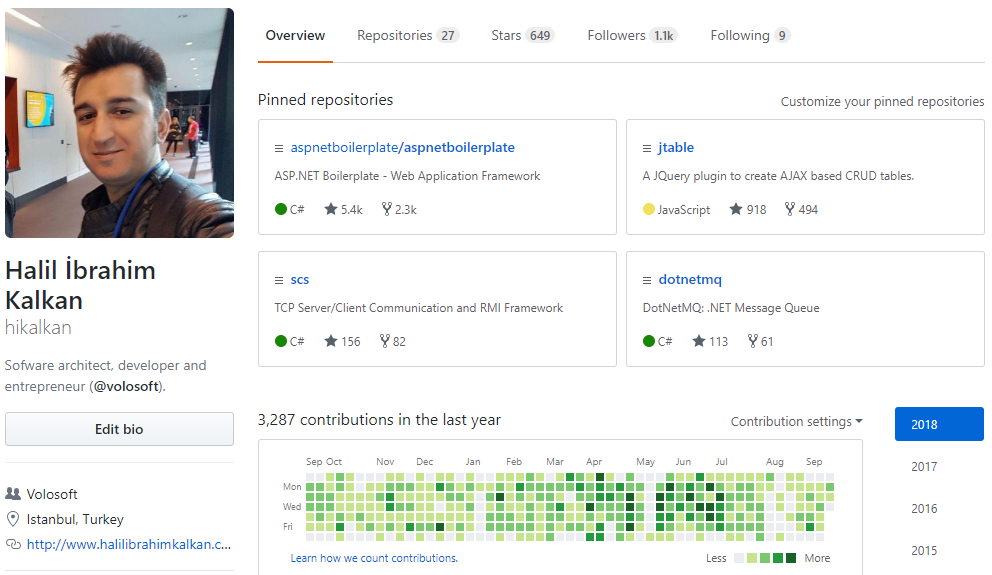 Overview Repositories 27 Stars 649 Followers 1.1k Following 9
Pinned repositories
Customize your pinned repositories
aspnetboilerplate/aspnetboilerplate
ASP.NET Boilerplate - Web Application Framework
C# 5.4k 2.3k
jtable
A JQuery plugin to create AJAX based CRUD tables.
JavaScript 918 494
scs
TCP Server/Client Communication and RMI Framework
C# 156 82
dotnetmq
DotNetMQ: .NET Message Queue
C# 113 61
Halil İbrahim
Kalkan
hikalkan
Sofware architect, developer and
entrepreneur (@volosoft).
Edit bio
Volosoft
Istanbul, Turkey
http://www.halilibrahimkalkan.c...
3,287 contributions in the last year
Contribution settings
Sep Oct Nov Dec Jan Feb Mar Apr May Jun Jul Aug Sep
Mon
Wed
Fri
Learn how we count contributions.
Less More
2018
2017
2016
2015